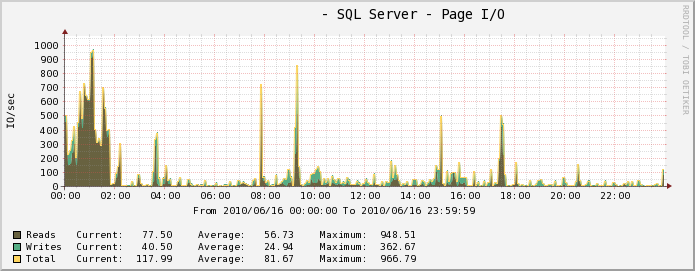 - SQL Server - Page I/O
RRDTOOL / TOBI OETIKER
IO/sec
1000
900
800
700
600
500
400
300
200
100
0
00:00 02:00 04:00 06:00 08:00 10:00 12:00 14:00 16:00 18:00 20:00 22:00
From 2010/06/16 00:00:00 To 2010/06/16 23:59:59
Reads Current: 77.50 Average: 56.73 Maximum: 948.51
Writes Current: 40.50 Average: 24.94 Maximum: 362.67
Total Current: 117.99 Average: 81.67 Maximum: 966.79